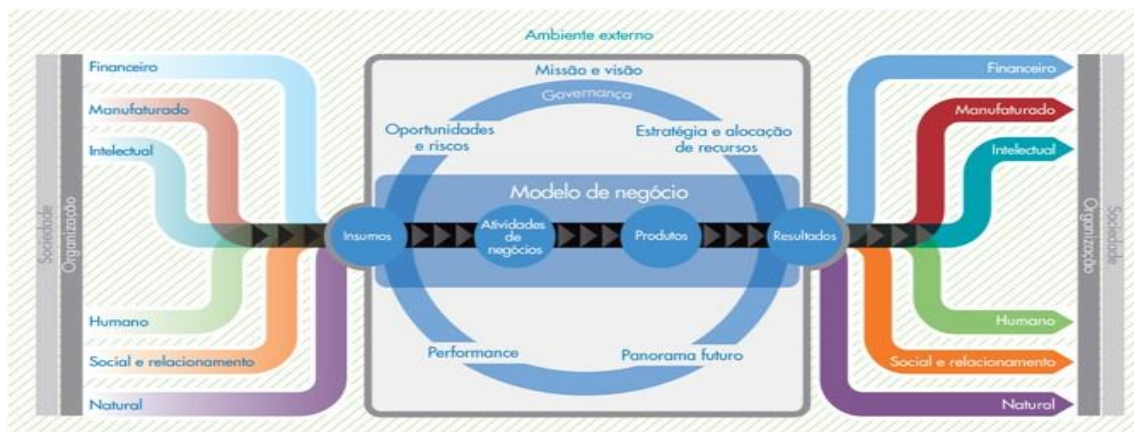 Ambiente externo
Missão e visão
Governança
Oportunidades
e riscos
Estratégia e alocação
de recursos
Modelo de negócio
Insumos
Atividades
de
negócios
Produtos
Resultados
Performance
Panorama futuro
Sociedade
Organização
Financeiro
Manufaturado
Intelectual
Humano
Social e relacionamento
Natural
Financeiro
Manufaturado
Intelectual
Humano
Social e relacionamento
Natural
Organização
Sociedade